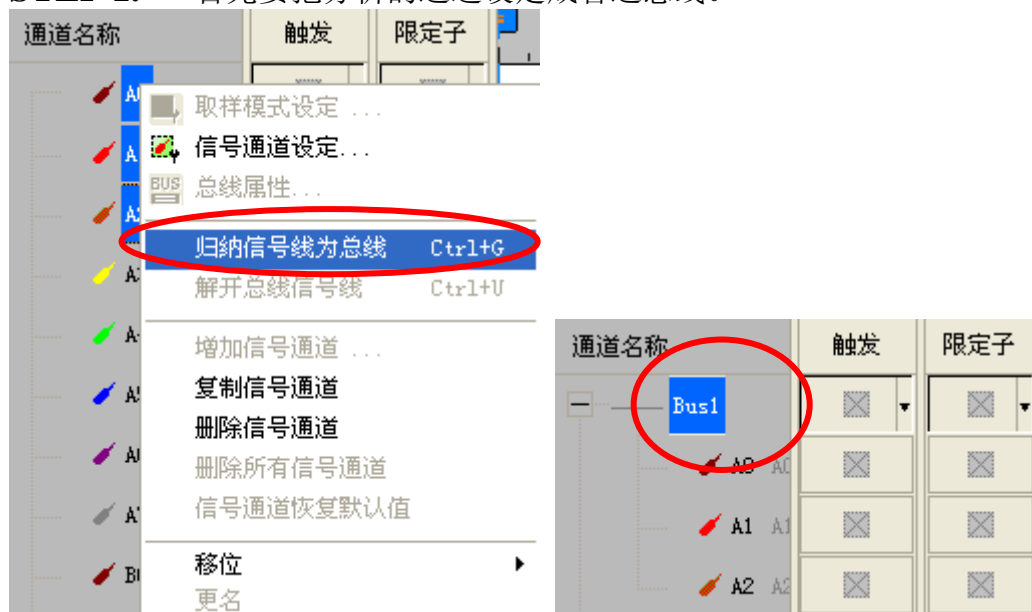 通道名称 触发 限定子
取样模式设定 ...
信号通道设定...
BUS 总线属性...
归纳信号线为总线 Ctrl+G
解开总线信号线 Ctrl+U
增加信号通道 ...
复制信号通道
删除信号通道
删除所有信号通道
信号通道恢复默认值
移位
更名
通道名称 触发 限定子
Bus1
A0
A1 A1
A2 A2